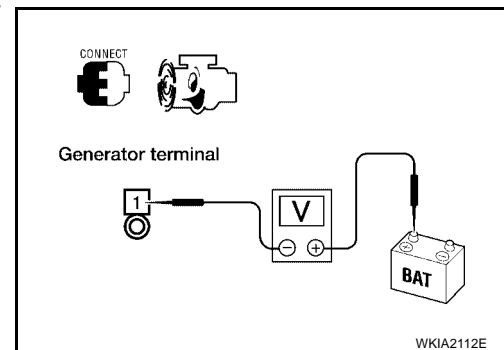 CONNECT
Generator terminal
1
V
BAT
WKIA2112E